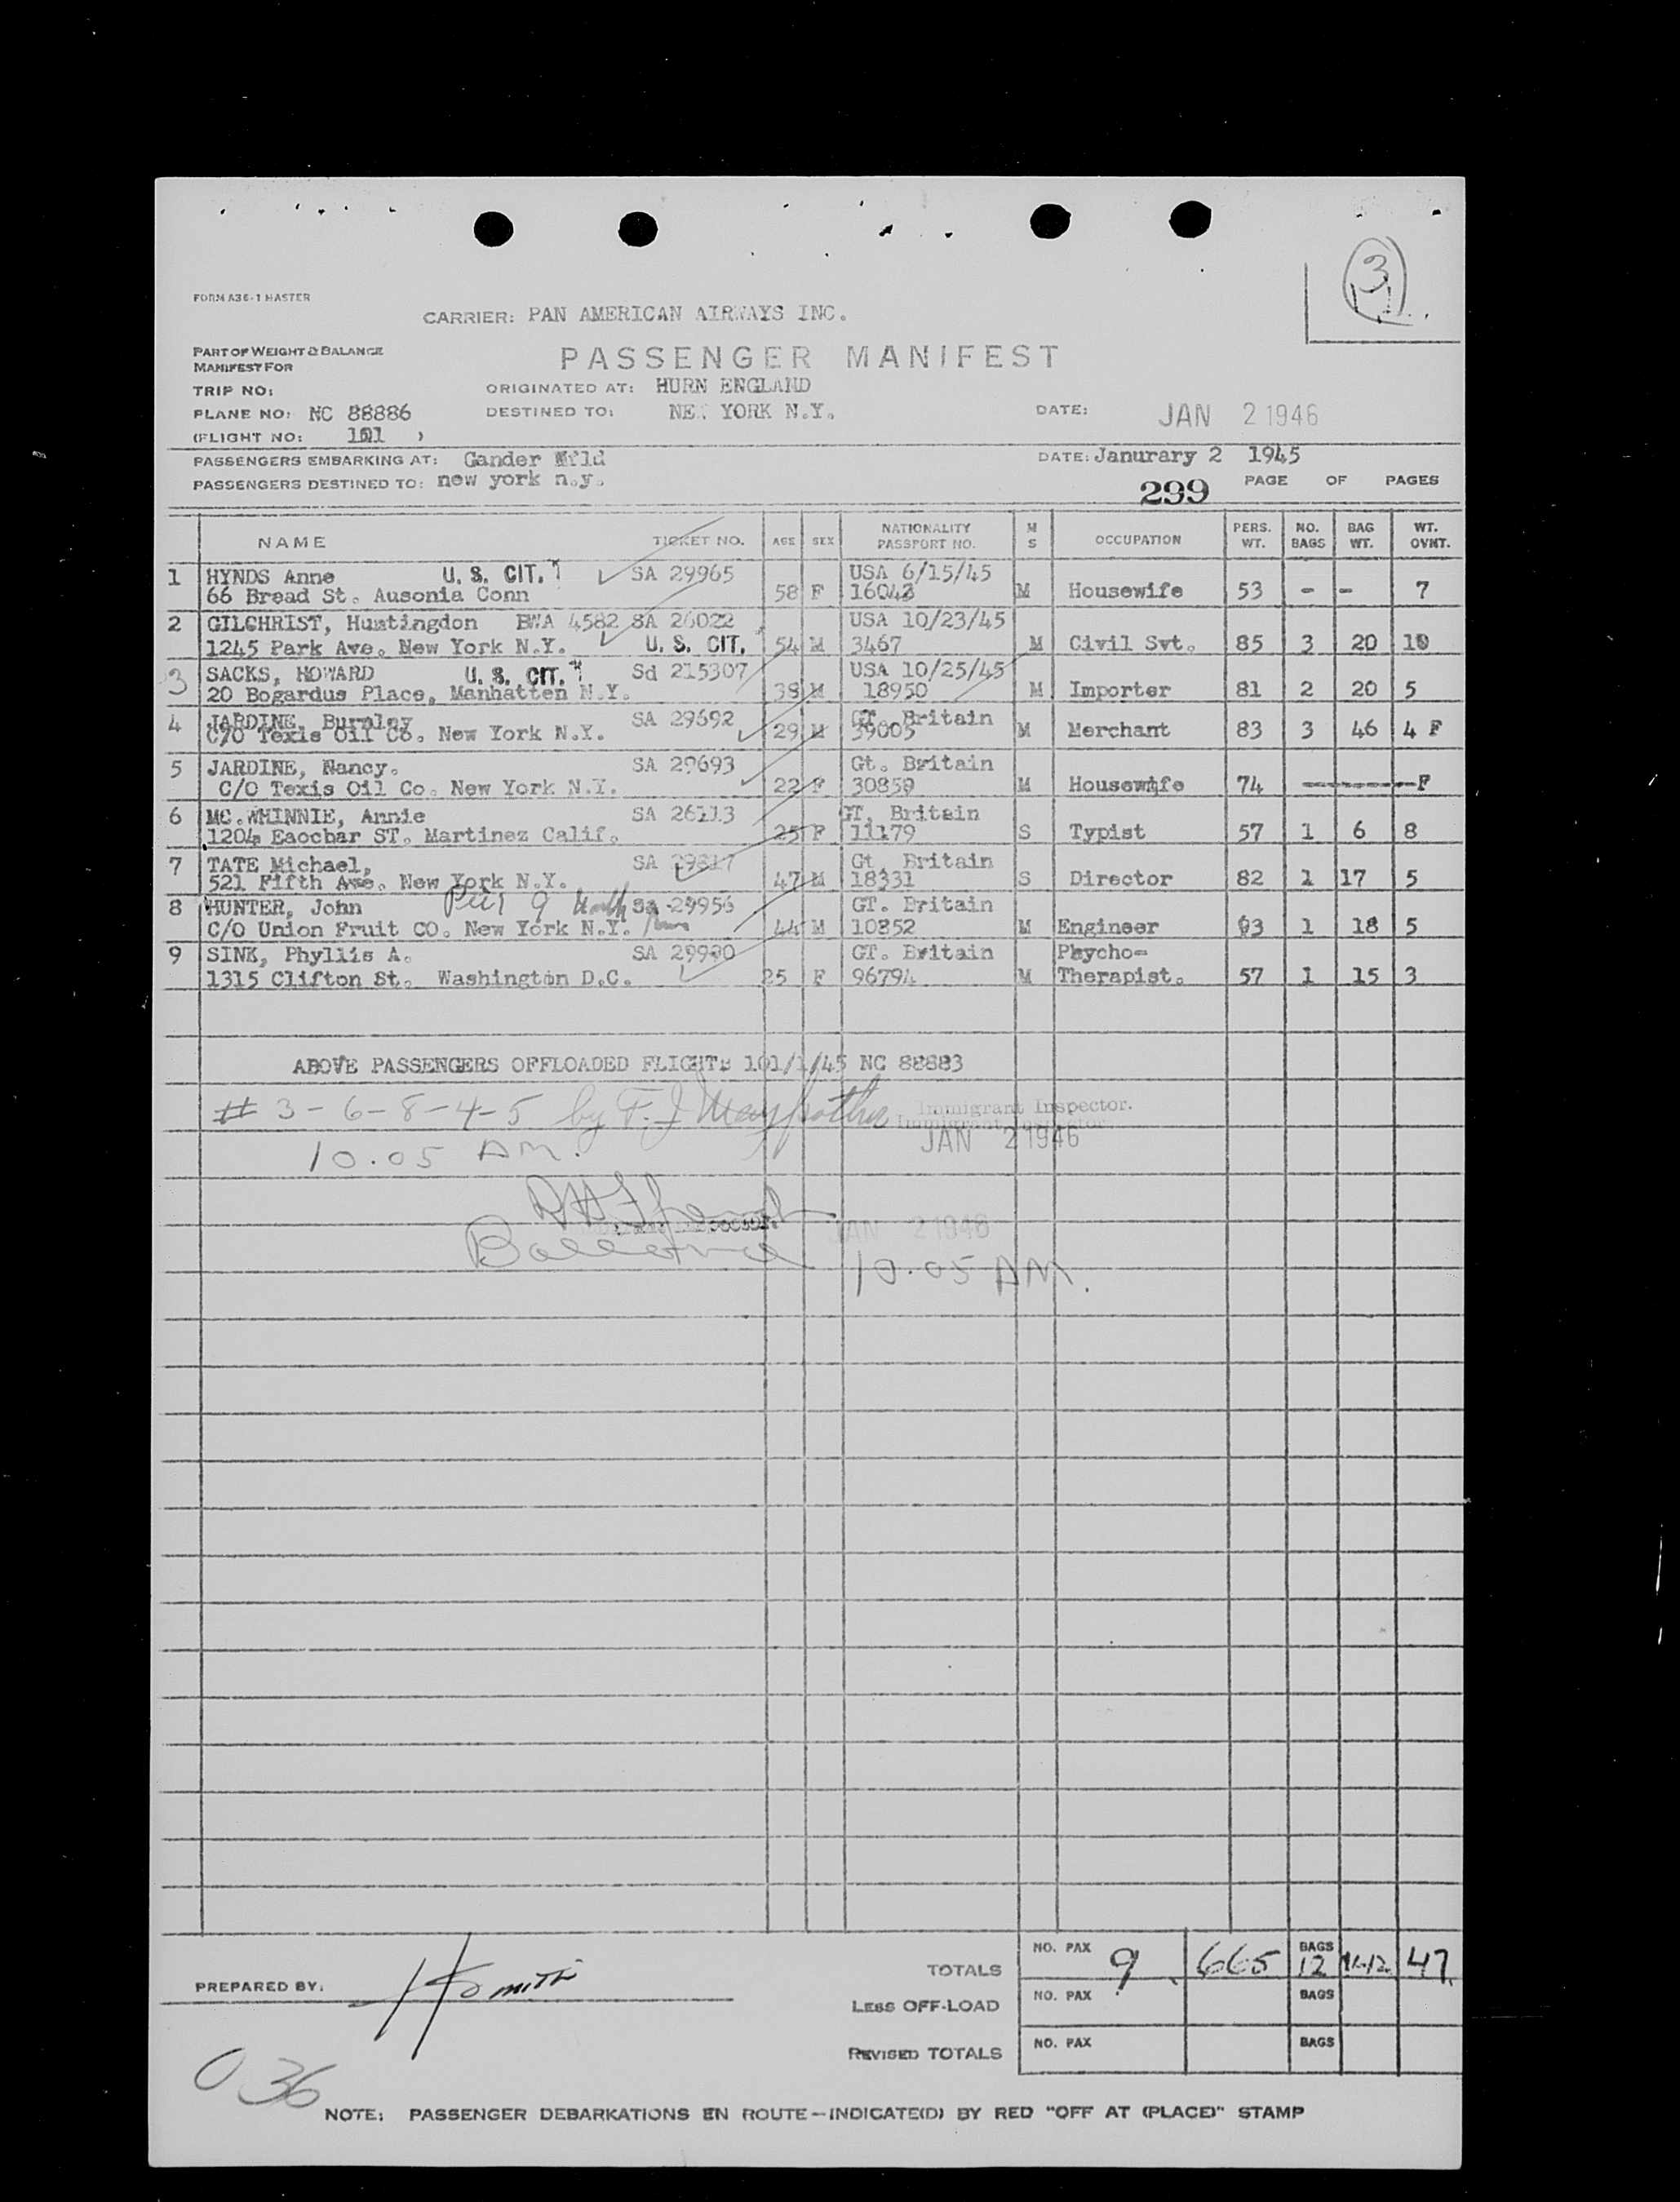 3
FORM A36-1 MASTER
CARRIER: PAN AMERICAN AIRWAYS INC.
PART OF WEIGHT & BALANCE
MANIFEST FOR
PASSENGER MANIFEST
TRIP NO:
ORIGINATED AT: HURN ENGLAND
PLANE NO: NC 88886
DESTINED TO: NEW YORK N.Y.
DATE: JAN 2 1946
(FLIGHT NO: 101 )
PASSENGERS EMBARKING AT: Gander Nfld
DATE: Janurary 2 1945
PASSENGERS DESTINED TO: new york n.y.
299
PAGE OF PAGES
NAME TICKET NO. AGE SEX NATIONALITY PASSPORT NO. M S OCCUPATION PERS. WT. NO. BAGS BAG WT. WT. OVHT.
1 HYNDS Anne U. S. CIT. SA 29965 USA 6/15/45
66 Bread St. Ausonia Conn 58 F 16043 M Housewife 53 - - 7
2 GILCHRIST, Huntingdon BWA 4582 SA 26022 USA 10/23/45
1245 Park Ave. New York N.Y. U. S. CIT. 54 M 3467 M Civil Svt. 85 3 20 10
3 SACKS, HOWARD U. S. CIT. Sd 215307 USA 10/25/45
20 Bogardus Place, Manhatten N.Y. 38 M 18950 M Importer 81 2 20 5
4 JARDINE, Burnley SA 29692 GT. Britain
C/O Texis Oil Co. New York N.Y. 29 M 39005 M Merchant 83 3 46 4 F
5 JARDINE, Nancy. SA 29693 Gt. Britain
C/O Texis Oil Co. New York N.Y. 22 F 30859 M Housewife 74 ---------F
6 MC.WHINNIE, Annie SA 26113 GT. Britain
1204 Eaocbar ST. Martinez Calif. 25 F 11179 S Typist 57 1 6 8
7 TATE Michael, SA 29817 Gt. Britain
521 Fifth Ave. New York N.Y. 47 M 18331 S Director 82 1 17 5
8 HUNTER, John SA 29956 GT. Britain
C/O Union Fruit CO. New York N.Y. 44 M 10352 M Engineer 93 1 18 5
9 SINK, Phyllis A. SA 29990 GT. Britain Phycho-
1315 Clifton St. Washington D.C. 25 F 96794 M Therapist. 57 1 15 3
ABOVE PASSENGERS OFFLOADED FLIGHT 101/1/45 NC 88883
# 3-6-8-4-5 by F. J. Immigrant Inspector.
JAN 2 1946
10.05 AM.
JAN 2 1946
10.05 AM.
TOTALS NO. PAX 9 665 BAGS 12 142 47
PREPARED BY: H Smith
LESS OFF-LOAD NO. PAX BAGS
REVISED TOTALS NO. PAX BAGS
036
NOTE: PASSENGER DEBARKATIONS EN ROUTE—INDICATE(D) BY RED "OFF AT (PLACE)" STAMP